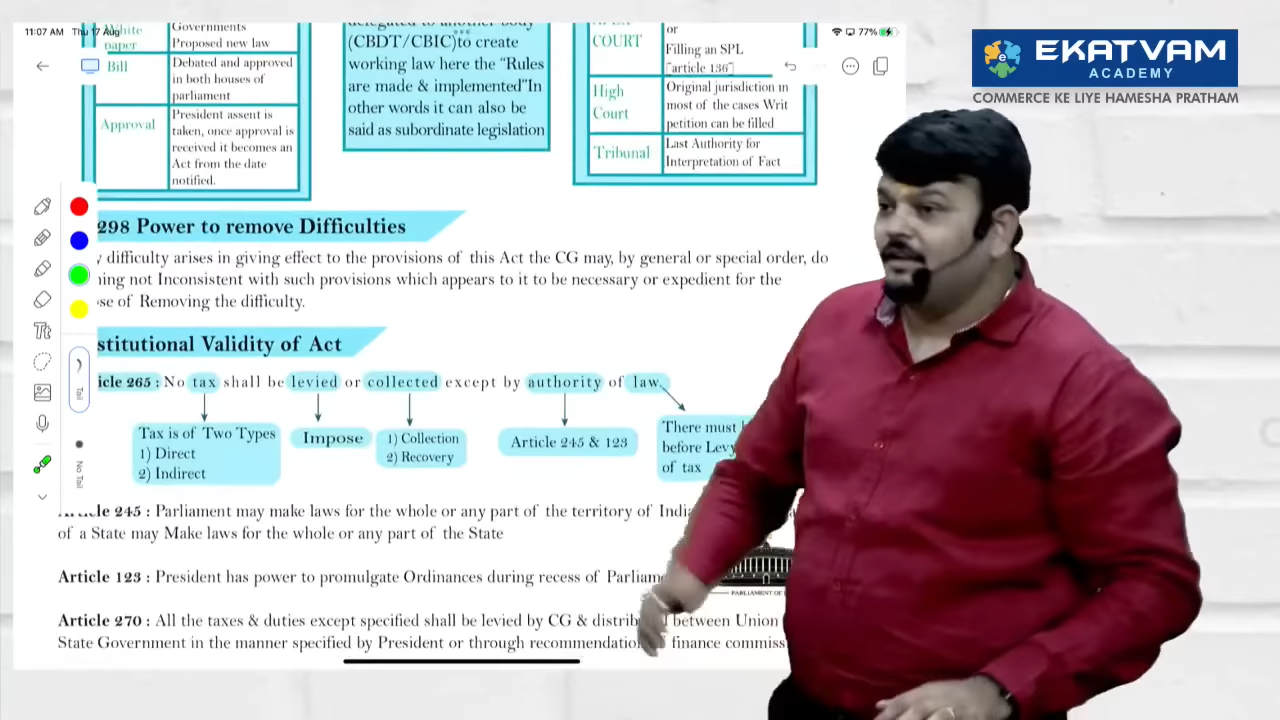 11:07 AM Thu 17 Aug
77%
EKATVAM
ACADEMY
COMMERCE KE LIYE HAMESHA PRATHAM
White
paper
Governments
Proposed new law
Bill
Debated and approved
in both houses of
parliament
Approval
President assent is
taken, once approval is
received it becomes an
Act from the date
notified.
delegated to another body
(CBDT/CBIC)to create
working law here the “Rules
are made & implemented”In
other words it can also be
said as subordinate legislation
COURT
or
Filling an SPL
[article 136]
High
Court
Original jurisdiction in
most of the cases Writ
petition can be filled
Tribunal
Last Authority for
Interpretation of Fact
298 Power to remove Difficulties
difficulty arises in giving effect to the provisions of this Act the CG may, by general or special order, do
not Inconsistent with such provisions which appears to it to be necessary or expedient for the
of Removing the difficulty.
stitutional Validity of Act
icle 265 : No tax shall be levied or collected except by authority of law.
Tax is of Two Types
1) Direct
2) Indirect
Impose
1) Collection
2) Recovery
Article 245 & 123
There must
before Levy
of tax
Tail
No Tail
Article 245 : Parliament may make laws for the whole or any part of the territory of India
of a State may Make laws for the whole or any part of the State
Article 123 : President has power to promulgate Ordinances during recess of Parliam
PARLIAMENT OF
Article 270 : All the taxes & duties except specified shall be levied by CG & distrib between Union
State Government in the manner specified by President or through recommendation finance commiss